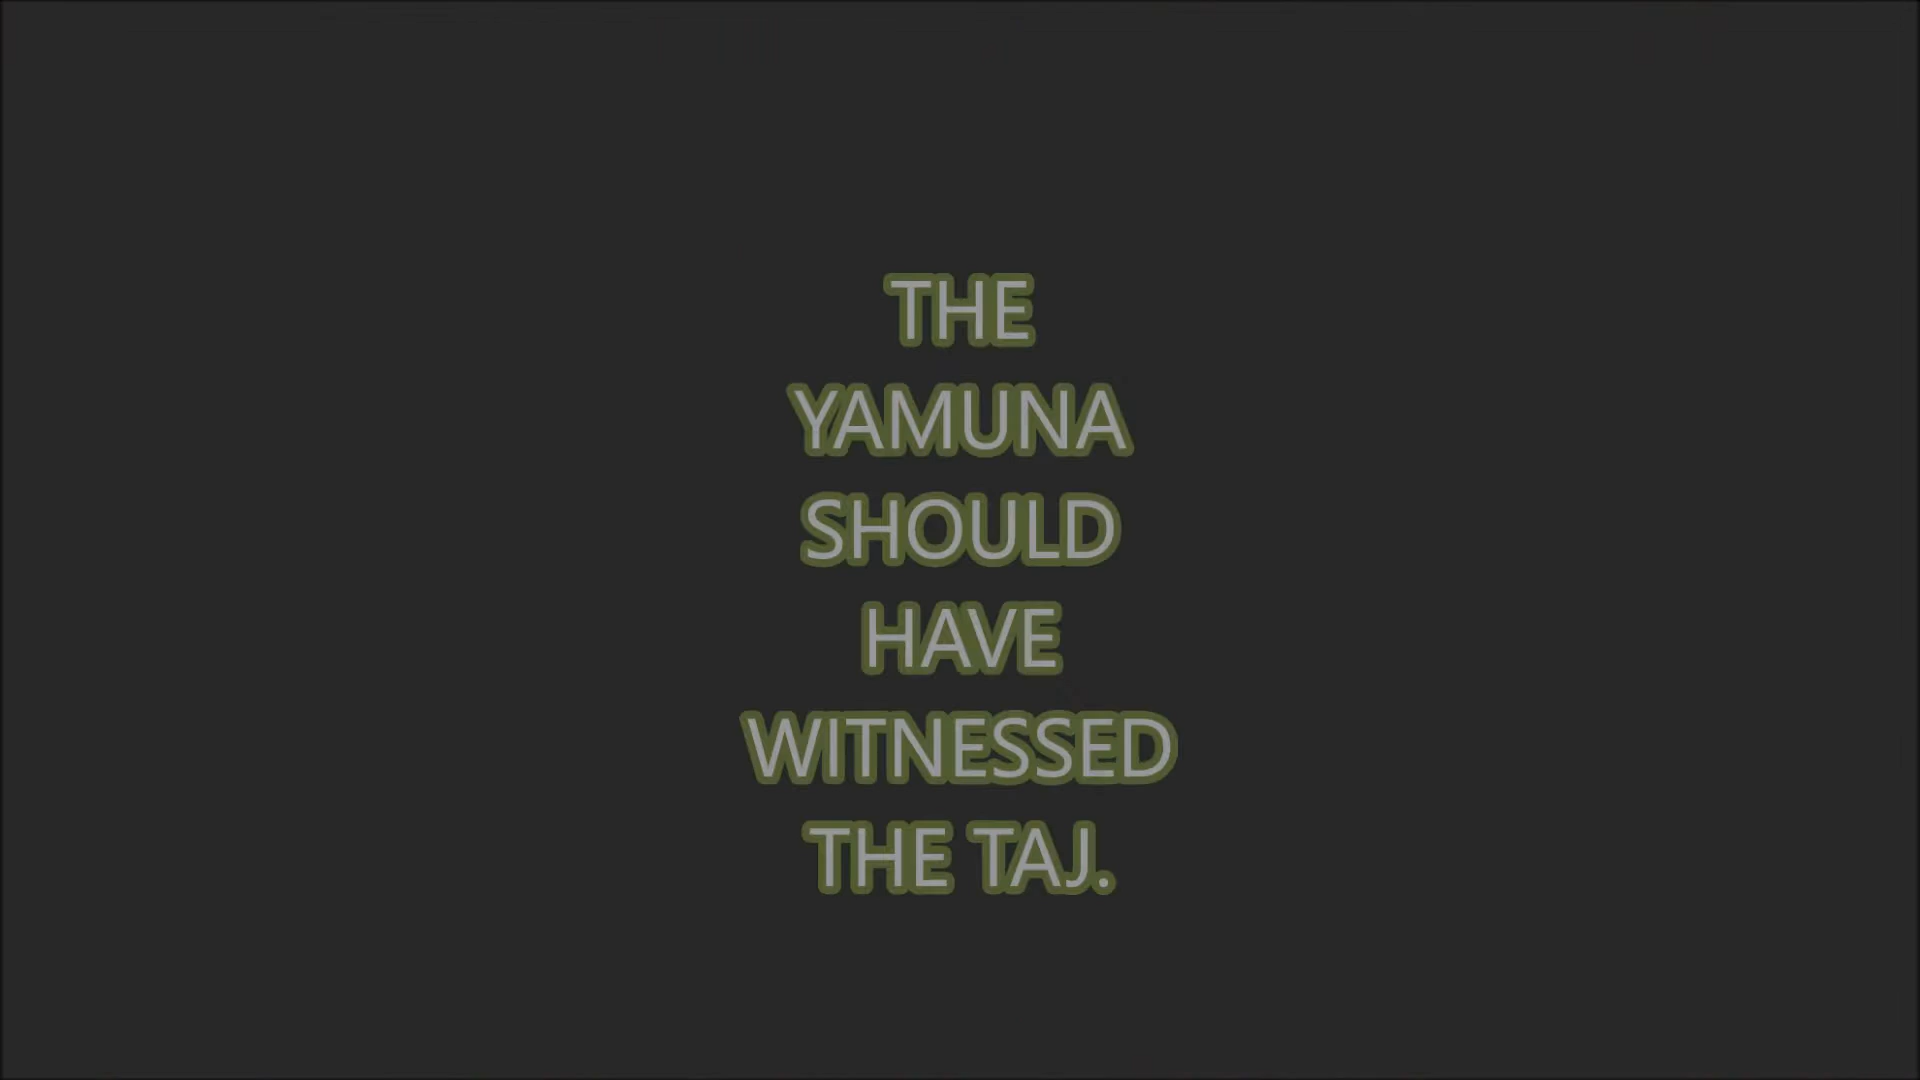 THE
YAMUNA
SHOULD
HAVE
WITNESSED
THE TAJ.